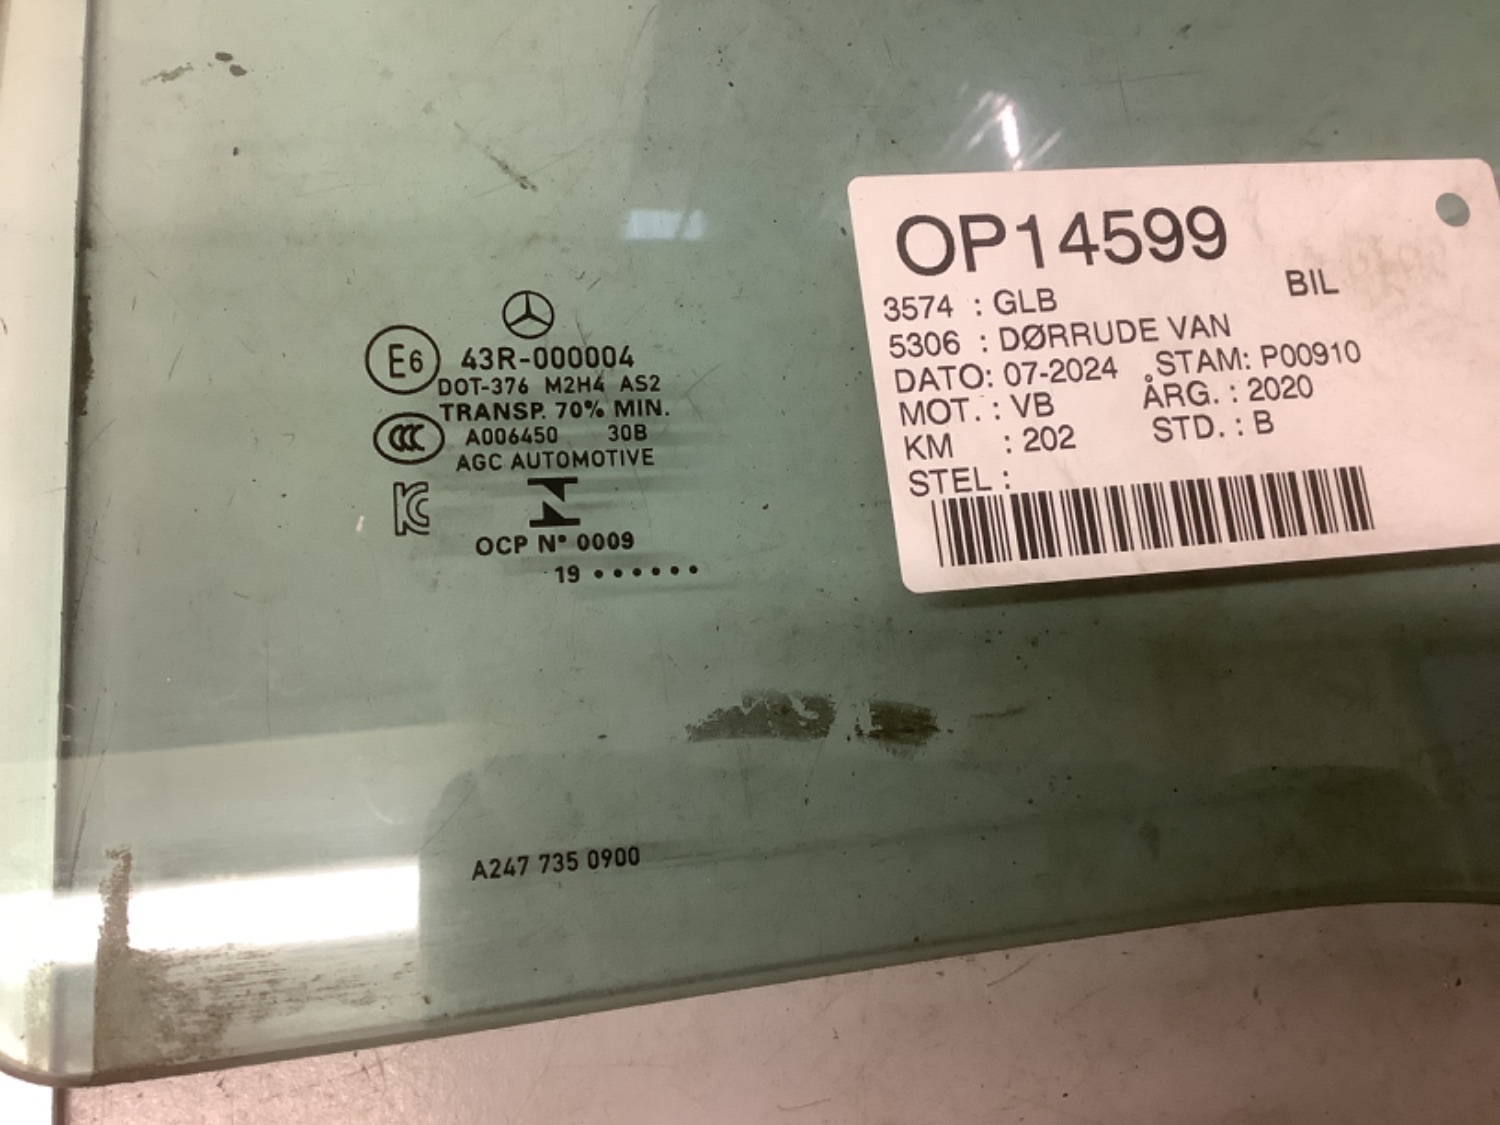 E6 43R-000004
DOT-376 M2H4 AS2
TRANSP. 70% MIN.
CCC A006450 30B
AGC AUTOMOTIVE
KC
OCP N° 0009
19 ••••••
A247 735 0900
OP14599
BIL
3574 : GLB
5306 : DØRRUDE VAN
DATO: 07-2024 STAM: P00910
MOT. : VB ÅRG. : 2020
KM : 202 STD. : B
STEL :